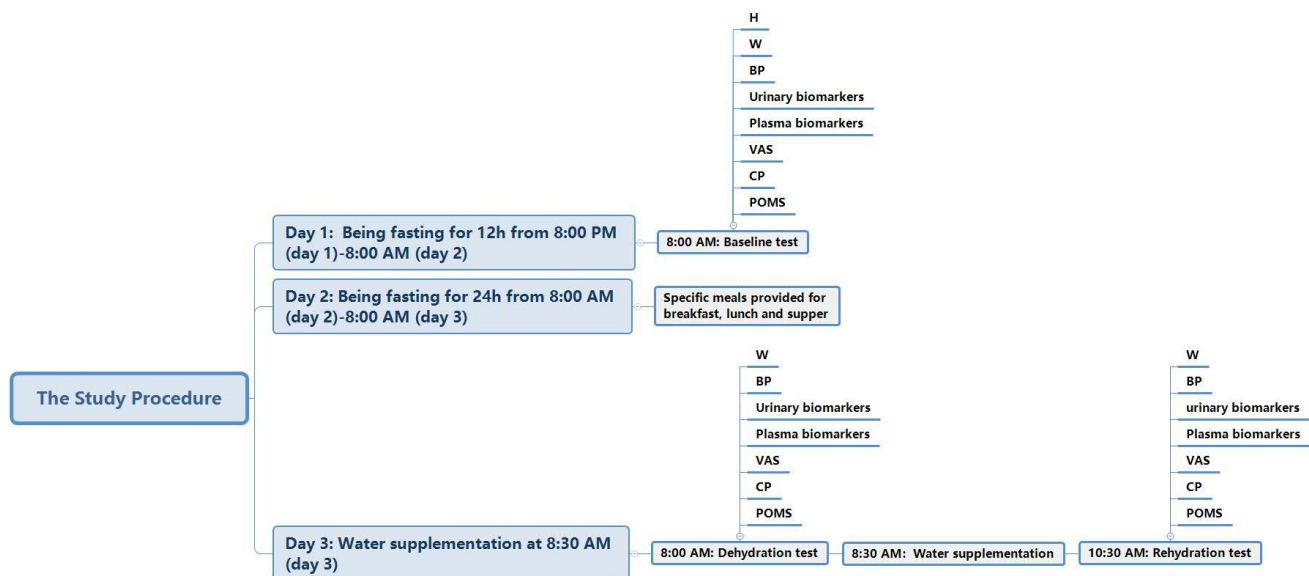 H
W
BP
Urinary biomarkers
Plasma biomarkers
VAS
CP
POMS
Day 1:  Being fasting for 12h from 8:00 PM
(day 1)-8:00 AM (day 2)
8:00 AM: Baseline test
Day 2: Being fasting for 24h from 8:00 AM
(day 2)-8:00 AM (day 3)
Specific meals provided for
breakfast, lunch and supper
The Study Procedure
W
BP
Urinary biomarkers
Plasma biomarkers
VAS
CP
POMS
W
BP
urinary biomarkers
Plasma biomarkers
VAS
CP
POMS
Day 3: Water supplementation at 8:30 AM
(day 3)
8:00 AM: Dehydration test
8:30 AM:  Water supplementation
10:30 AM: Rehydration test